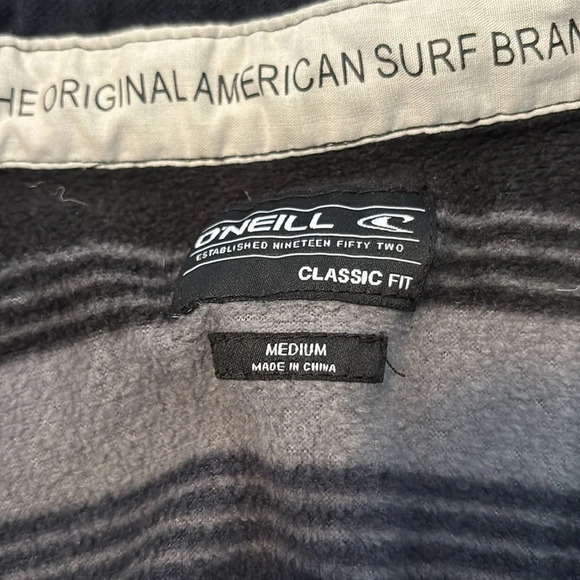 HE ORIGINAL AMERICAN SURF BRAN
O'NEILL
ESTABLISHED NINETEEN FIFTY TWO
CLASSIC FIT
MEDIUM
MADE IN CHINA